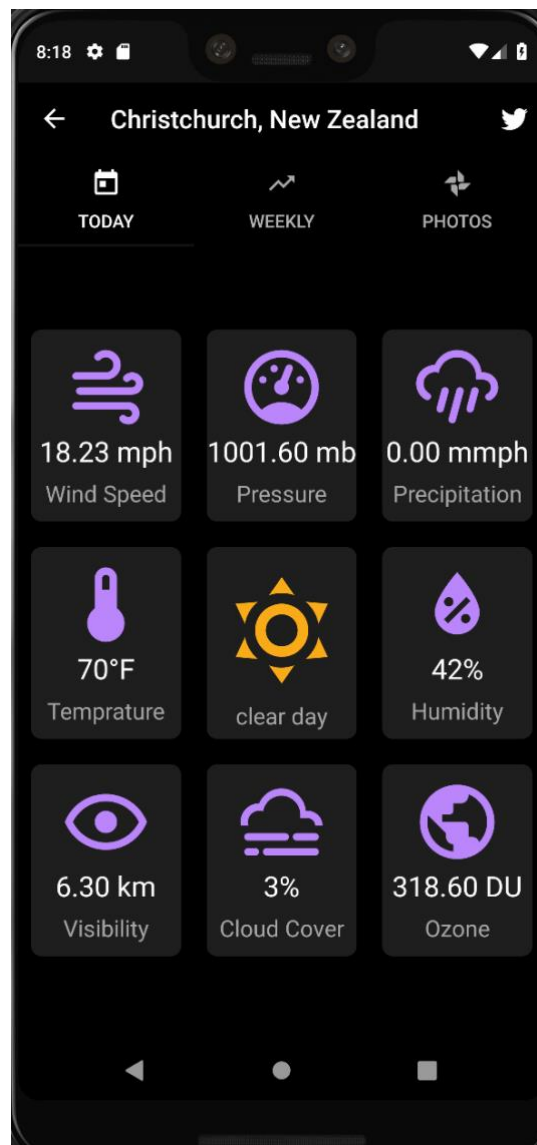 8:18
Christchurch, New Zealand
TODAY WEEKLY PHOTOS
18.23 mph 1001.60 mb 0.00 mmph
Wind Speed Pressure Precipitation
70°F 42%
Temprature clear day Humidity
6.30 km 3% 318.60 DU
Visibility Cloud Cover Ozone